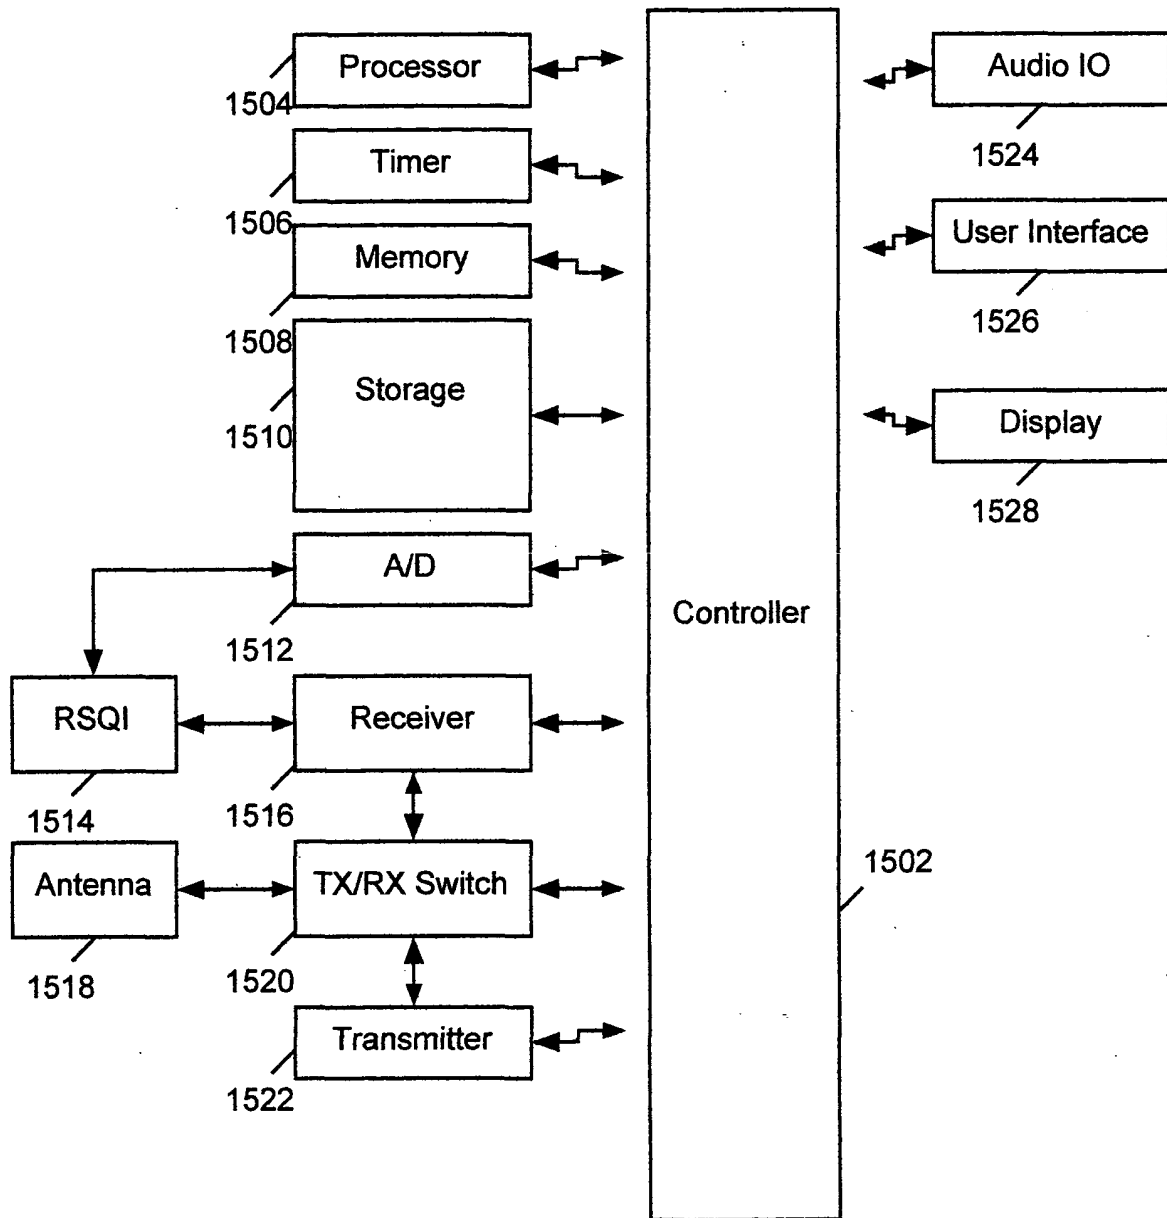 Processor
1504
Timer
1506
Memory
1508
Storage
1510
A/D
1512
RSQI
1514
Receiver
1516
Antenna
1518
TX/RX Switch
1520
Transmitter
1522
Controller
1502
Audio IO
1524
User Interface
1526
Display
1528